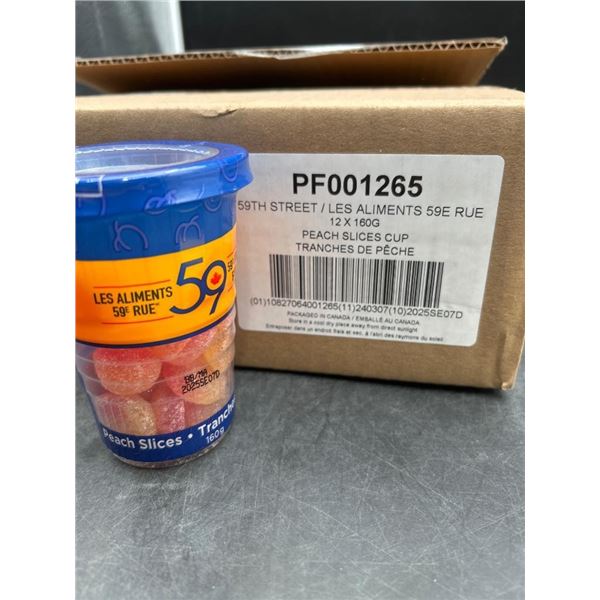 PF001265
59TH STREET / LES ALIMENTS 59E RUE
12 X 160G
PEACH SLICES CUP
TRANCHES DE PÊCHE
(01)10827064001265(11)240307(10)2025SE07D
PACKAGED IN CANADA / EMBALLÉ AU CANADA
Store in a cool dry place away from direct sunlight
Entreposer dans un endroit frais et sec, à l'abri des rayons du soleil
LES ALIMENTS
59E RUE
59
BB/MA
2025SE07D
Peach Slices • Tranche
160g